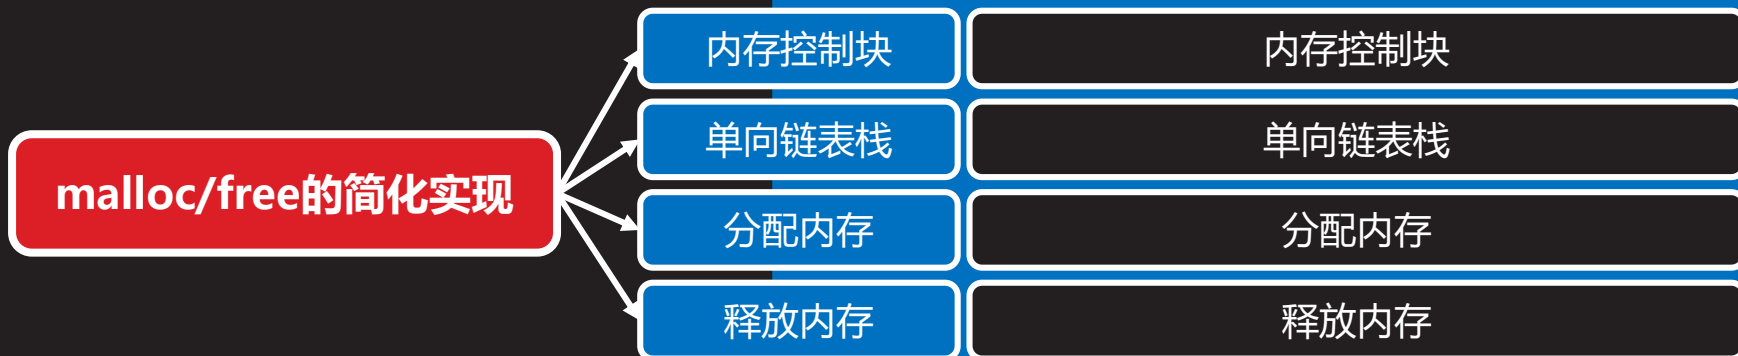 malloc/free的简化实现
内存控制块
内存控制块
单向链表栈
单向链表栈
分配内存
分配内存
释放内存
释放内存